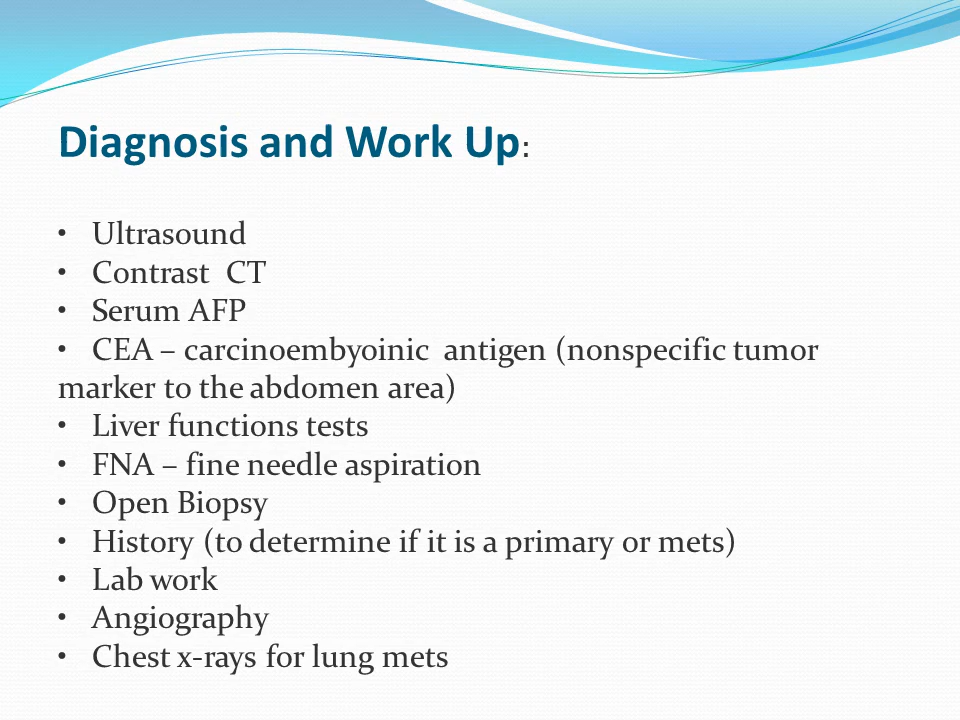 Diagnosis and Work Up:
• Ultrasound
• Contrast  CT
• Serum AFP
• CEA – carcinoembyoinic  antigen (nonspecific tumor
marker to the abdomen area)
• Liver functions tests
• FNA – fine needle aspiration
• Open Biopsy
• History (to determine if it is a primary or mets)
• Lab work
• Angiography
• Chest x-rays for lung mets